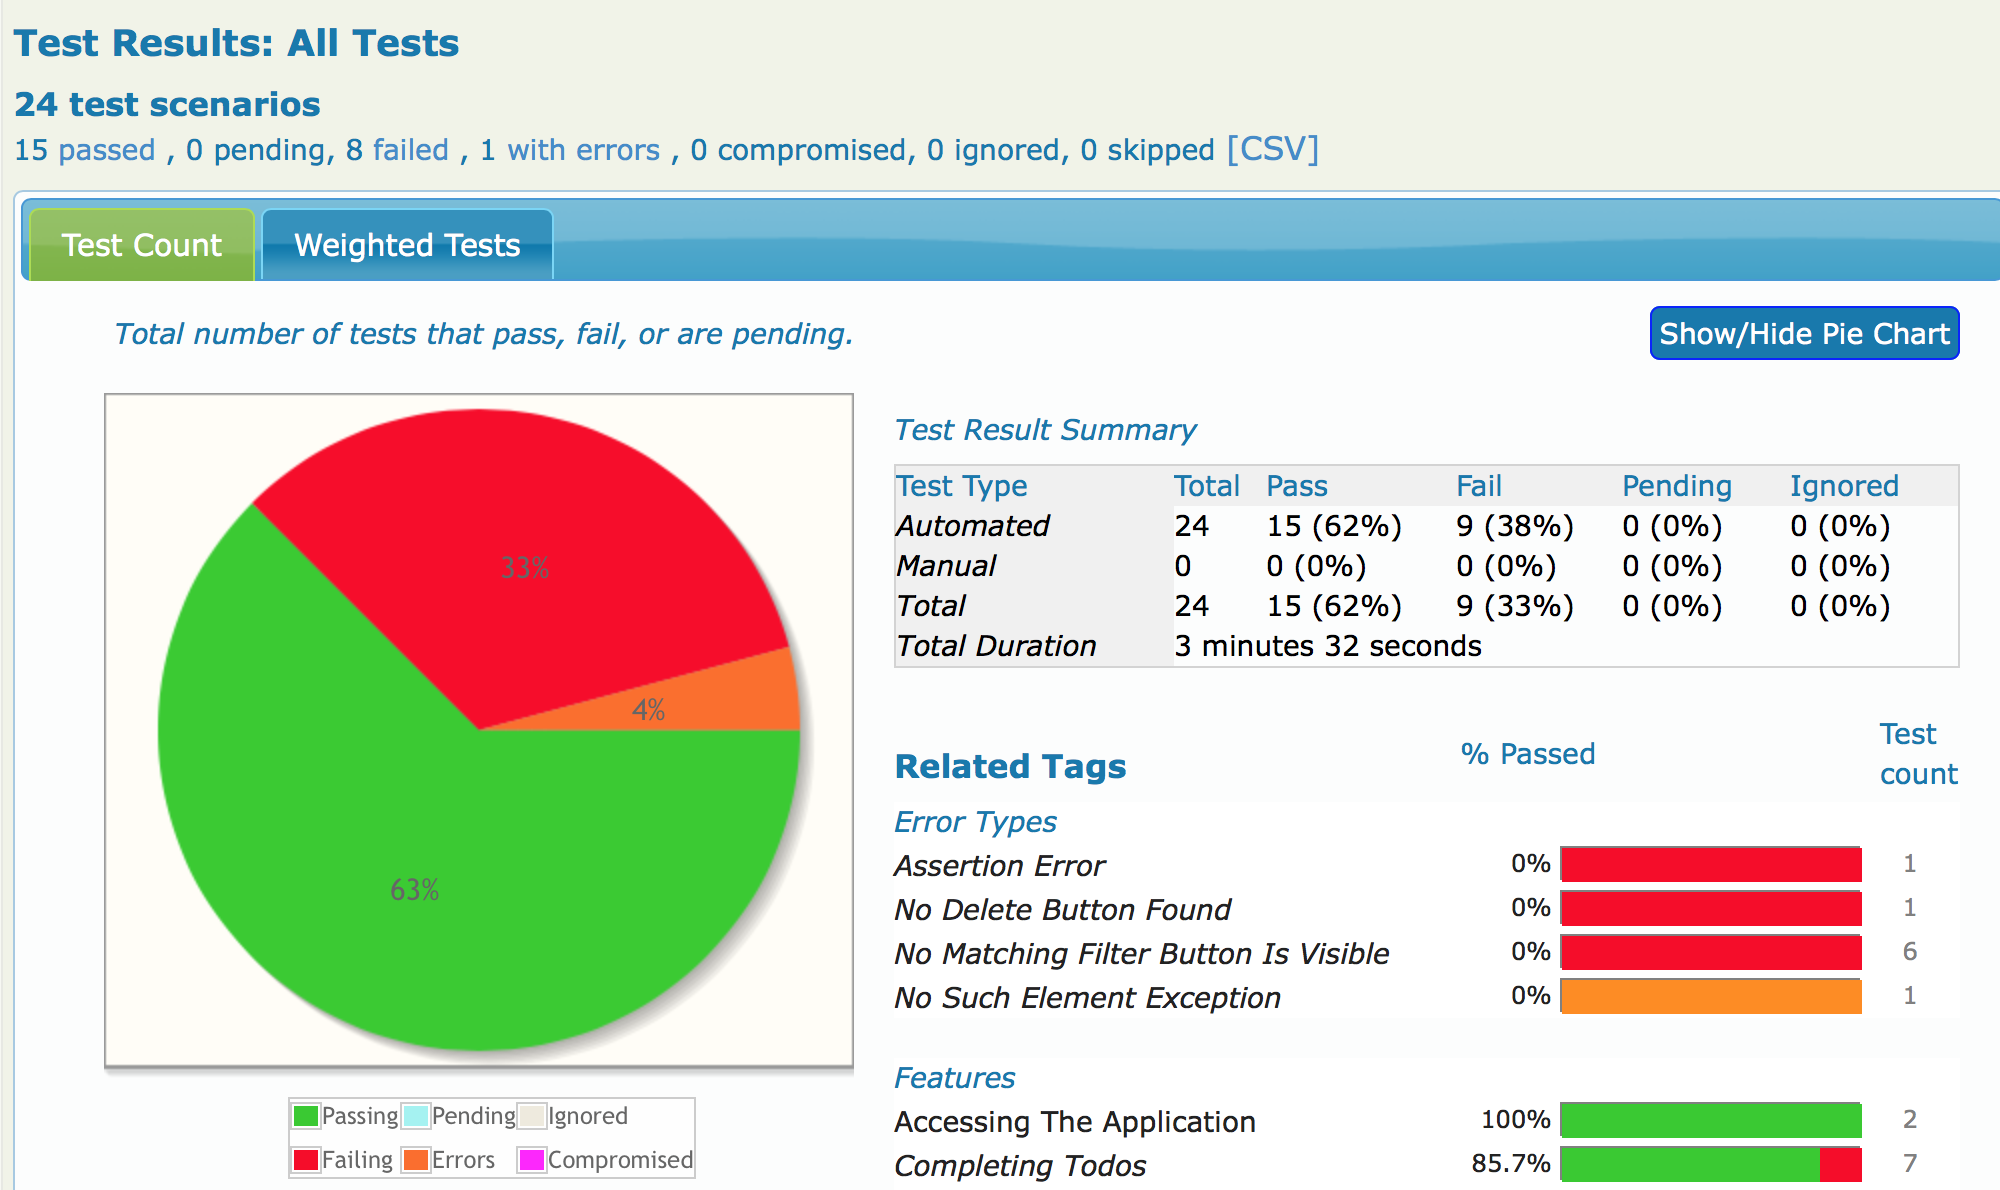 Test Results: All Tests
24 test scenarios
15 passed , 0 pending, 8 failed , 1 with errors , 0 compromised, 0 ignored, 0 skipped [CSV]
Test Count Weighted Tests
Total number of tests that pass, fail, or are pending.
Show/Hide Pie Chart
33%
4%
63%
Passing Pending Ignored
Failing Errors Compromised
Test Result Summary
Test Type Total Pass Fail Pending Ignored
Automated 24 15 (62%) 9 (38%) 0 (0%) 0 (0%)
Manual 0 0 (0%) 0 (0%) 0 (0%) 0 (0%)
Total 24 15 (62%) 9 (33%) 0 (0%) 0 (0%)
Total Duration 3 minutes 32 seconds
Related Tags % Passed Test
count
Error Types
Assertion Error 0% 1
No Delete Button Found 0% 1
No Matching Filter Button Is Visible 0% 6
No Such Element Exception 0% 1
Features
Accessing The Application 100% 2
Completing Todos 85.7% 7